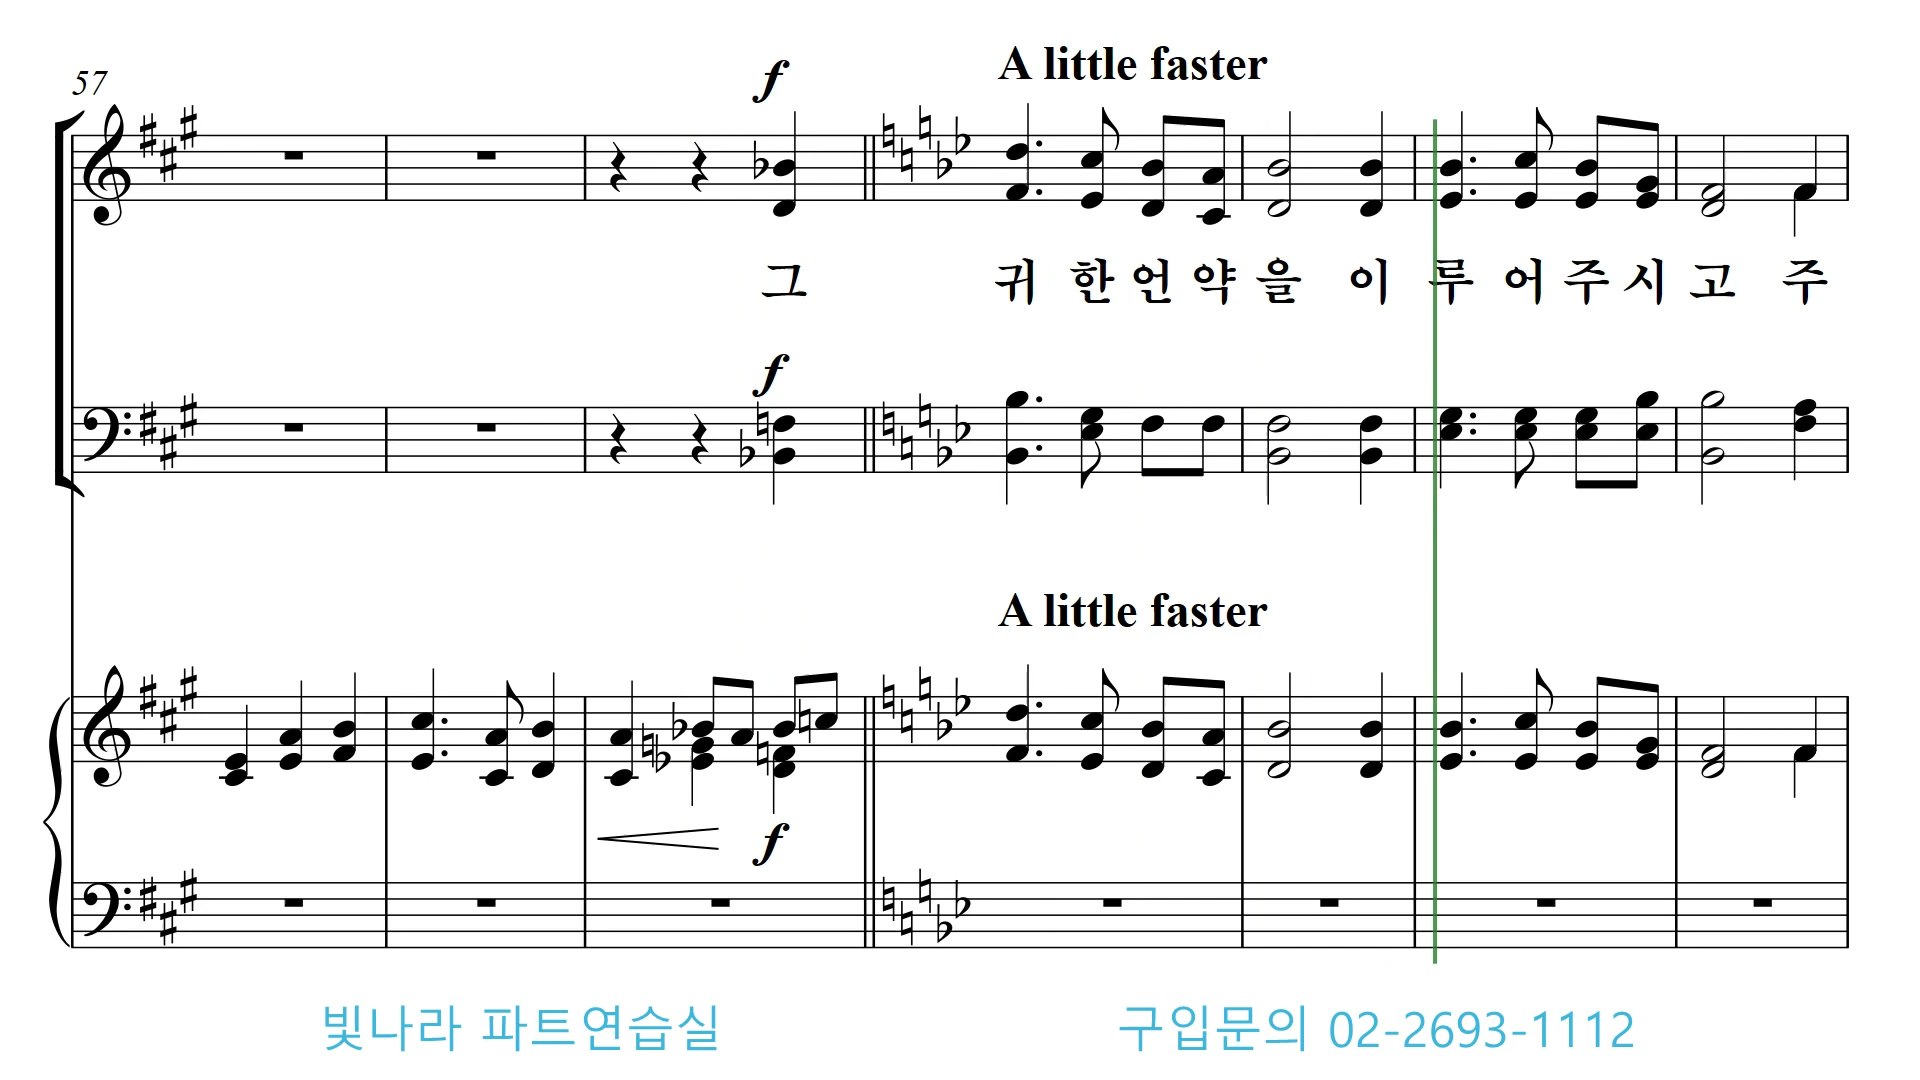 57
f
A little faster
그 귀 한 언 약 을 이 루 어 주 시 고 주
f
A little faster
f
빛나라 파트연습실
구입문의 02-2693-1112